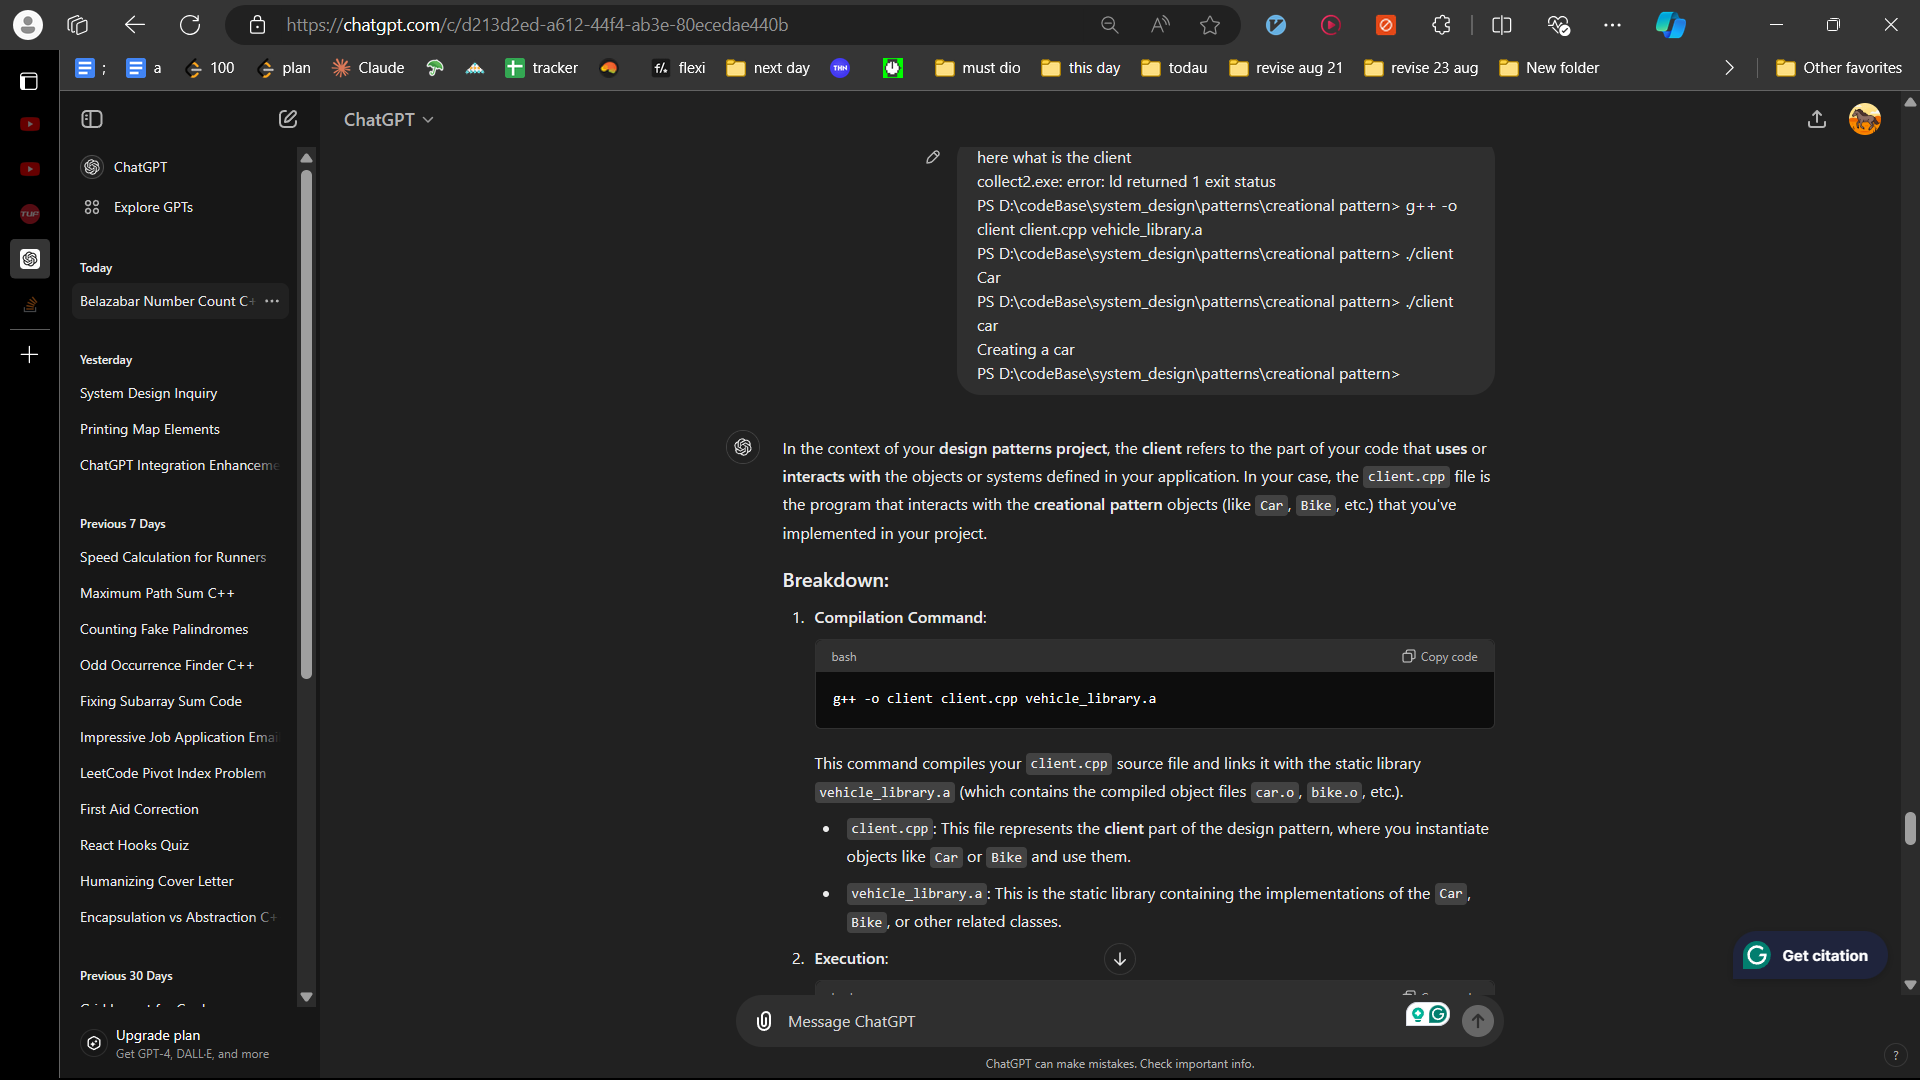 https://chatgpt.com/c/d213d2ed-a612-44f4-ab3e-80ecedae440b
;
a
100
plan
Claude
tracker
flexi
next day
THN
must dio
this day
todau
revise aug 21
revise 23 aug
New folder
Other favorites
TUF
ChatGPT
Explore GPTs
Today
Belazabar Number Count C+
Yesterday
System Design Inquiry
Printing Map Elements
ChatGPT Integration Enhanceme
Previous 7 Days
Speed Calculation for Runners
Maximum Path Sum C++
Counting Fake Palindromes
Odd Occurrence Finder C++
Fixing Subarray Sum Code
Impressive Job Application Emai
LeetCode Pivot Index Problem
First Aid Correction
React Hooks Quiz
Humanizing Cover Letter
Encapsulation vs Abstraction C+
Previous 30 Days
Upgrade plan
Get GPT-4, DALL·E, and more
ChatGPT
here what is the client
collect2.exe: error: ld returned 1 exit status
PS D:\codeBase\system_design\patterns\creational pattern> g++ -o
client client.cpp vehicle_library.a
PS D:\codeBase\system_design\patterns\creational pattern> ./client
Car
PS D:\codeBase\system_design\patterns\creational pattern> ./client
car
Creating a car
PS D:\codeBase\system_design\patterns\creational pattern>
In the context of your design patterns project, the client refers to the part of your code that uses or
interacts with the objects or systems defined in your application. In your case, the client.cpp file is
the program that interacts with the creational pattern objects (like Car, Bike, etc.) that you've
implemented in your project.
Breakdown:
1. Compilation Command:
bash
Copy code
g++ -o client client.cpp vehicle_library.a
This command compiles your client.cpp source file and links it with the static library
vehicle_library.a (which contains the compiled object files car.o, bike.o, etc.).
• client.cpp: This file represents the client part of the design pattern, where you instantiate
objects like Car or Bike and use them.
• vehicle_library.a: This is the static library containing the implementations of the Car,
Bike, or other related classes.
2. Execution:
Get citation
Message ChatGPT
ChatGPT can make mistakes. Check important info.
?